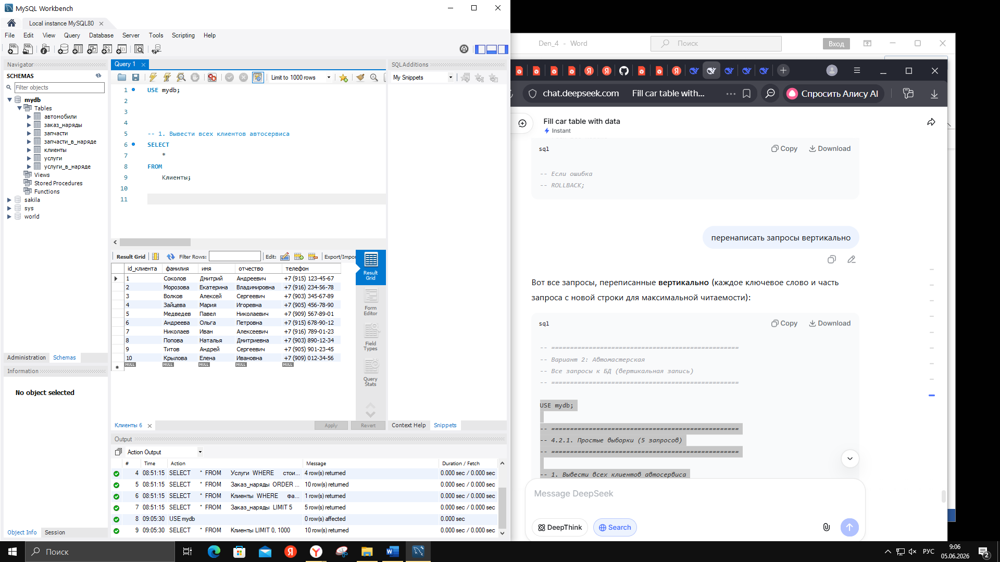 MySQL Workbench
Local instance MySQL80
File Edit View Query Database Server Tools Scripting Help
Navigator
SCHEMAS
Filter objects
mydb
Tables
автомобили
заказ_наряды
запчасти
запчасти_в_наряде
клиенты
услуги
услуги_в_наряде
Views
Stored Procedures
Functions
sakila
sys
world
Administration Schemas
Information
No object selected
Object Info Session
Query 1
Limit to 1000 rows
1 USE mydb;
2
3
4
5 -- 1. Вывести всех клиентов автосервиса
6 SELECT
7 *
8 FROM
9 Клиенты;
10
11
Result Grid Filter Rows: Edit: Export/Impor
id_клиента фамилия имя отчество телефон
1 Соколов Дмитрий Андреевич +7 (915) 123-45-67
2 Морозова Екатерина Владимировна +7 (916) 234-56-78
3 Волков Алексей Сергеевич +7 (903) 345-67-89
4 Зайцева Мария Игоревна +7 (905) 456-78-90
5 Медведев Павел Николаевич +7 (909) 567-89-01
6 Андреева Ольга Петровна +7 (915) 678-90-12
7 Николаев Иван Алексеевич +7 (916) 789-01-23
8 Попова Наталья Дмитриевна +7 (903) 890-12-34
9 Титов Андрей Сергеевич +7 (905) 901-23-45
10 Крылова Елена Ивановна +7 (909) 012-34-56
NULL NULL NULL NULL NULL
Result Grid
Form Editor
Field Types
Query Stats
Клиенты 6
Apply Revert
SQLAdditions
My Snippets
Context Help Snippets
Output
Action Output
# Time Action Message Duration / Fetch
4 08:51:15 SELECT * FROM Услуги WHERE стои... 4 row(s) returned 0.000 sec / 0.000 sec
5 08:51:15 SELECT * FROM Заказ_наряды ORDER ... 10 row(s) returned 0.000 sec / 0.000 sec
6 08:51:15 SELECT * FROM Клиенты WHERE фа... 1 row(s) returned 0.000 sec / 0.000 sec
7 08:51:15 SELECT * FROM Заказ_наряды LIMIT 5 5 row(s) returned 0.000 sec / 0.000 sec
8 09:05:30 USE mydb 0 row(s) affected 0.000 sec
9 09:05:30 SELECT * FROM Клиенты LIMIT 0, 1000 10 row(s) returned 0.000 sec / 0.000 sec
Den_4 - Word
Поиск
Вход
chat.deepseek.com Fill car table with...
Спросить Алису AI
Fill car table with data
Instant
sql Copy Download
-- Если ошибка
-- ROLLBACK;
перенаписать запросы вертикально
Вот все запросы, переписанные вертикально (каждое ключевое слово и часть
запроса с новой строки для максимальной читаемости):
sql Copy Download
-- ==================================================
-- Вариант 2: Автомастерская
-- Все запросы к БД (вертикальная запись)
-- ==================================================
USE mydb;
-- ==================================================
-- 4.2.1. Простые выборки (5 запросов)
-- ==================================================
-- 1. Вывести всех клиентов автосервиса
Message DeepSeek
DeepThink Search
Поиск
РУС
9:06
05.06.2026
2